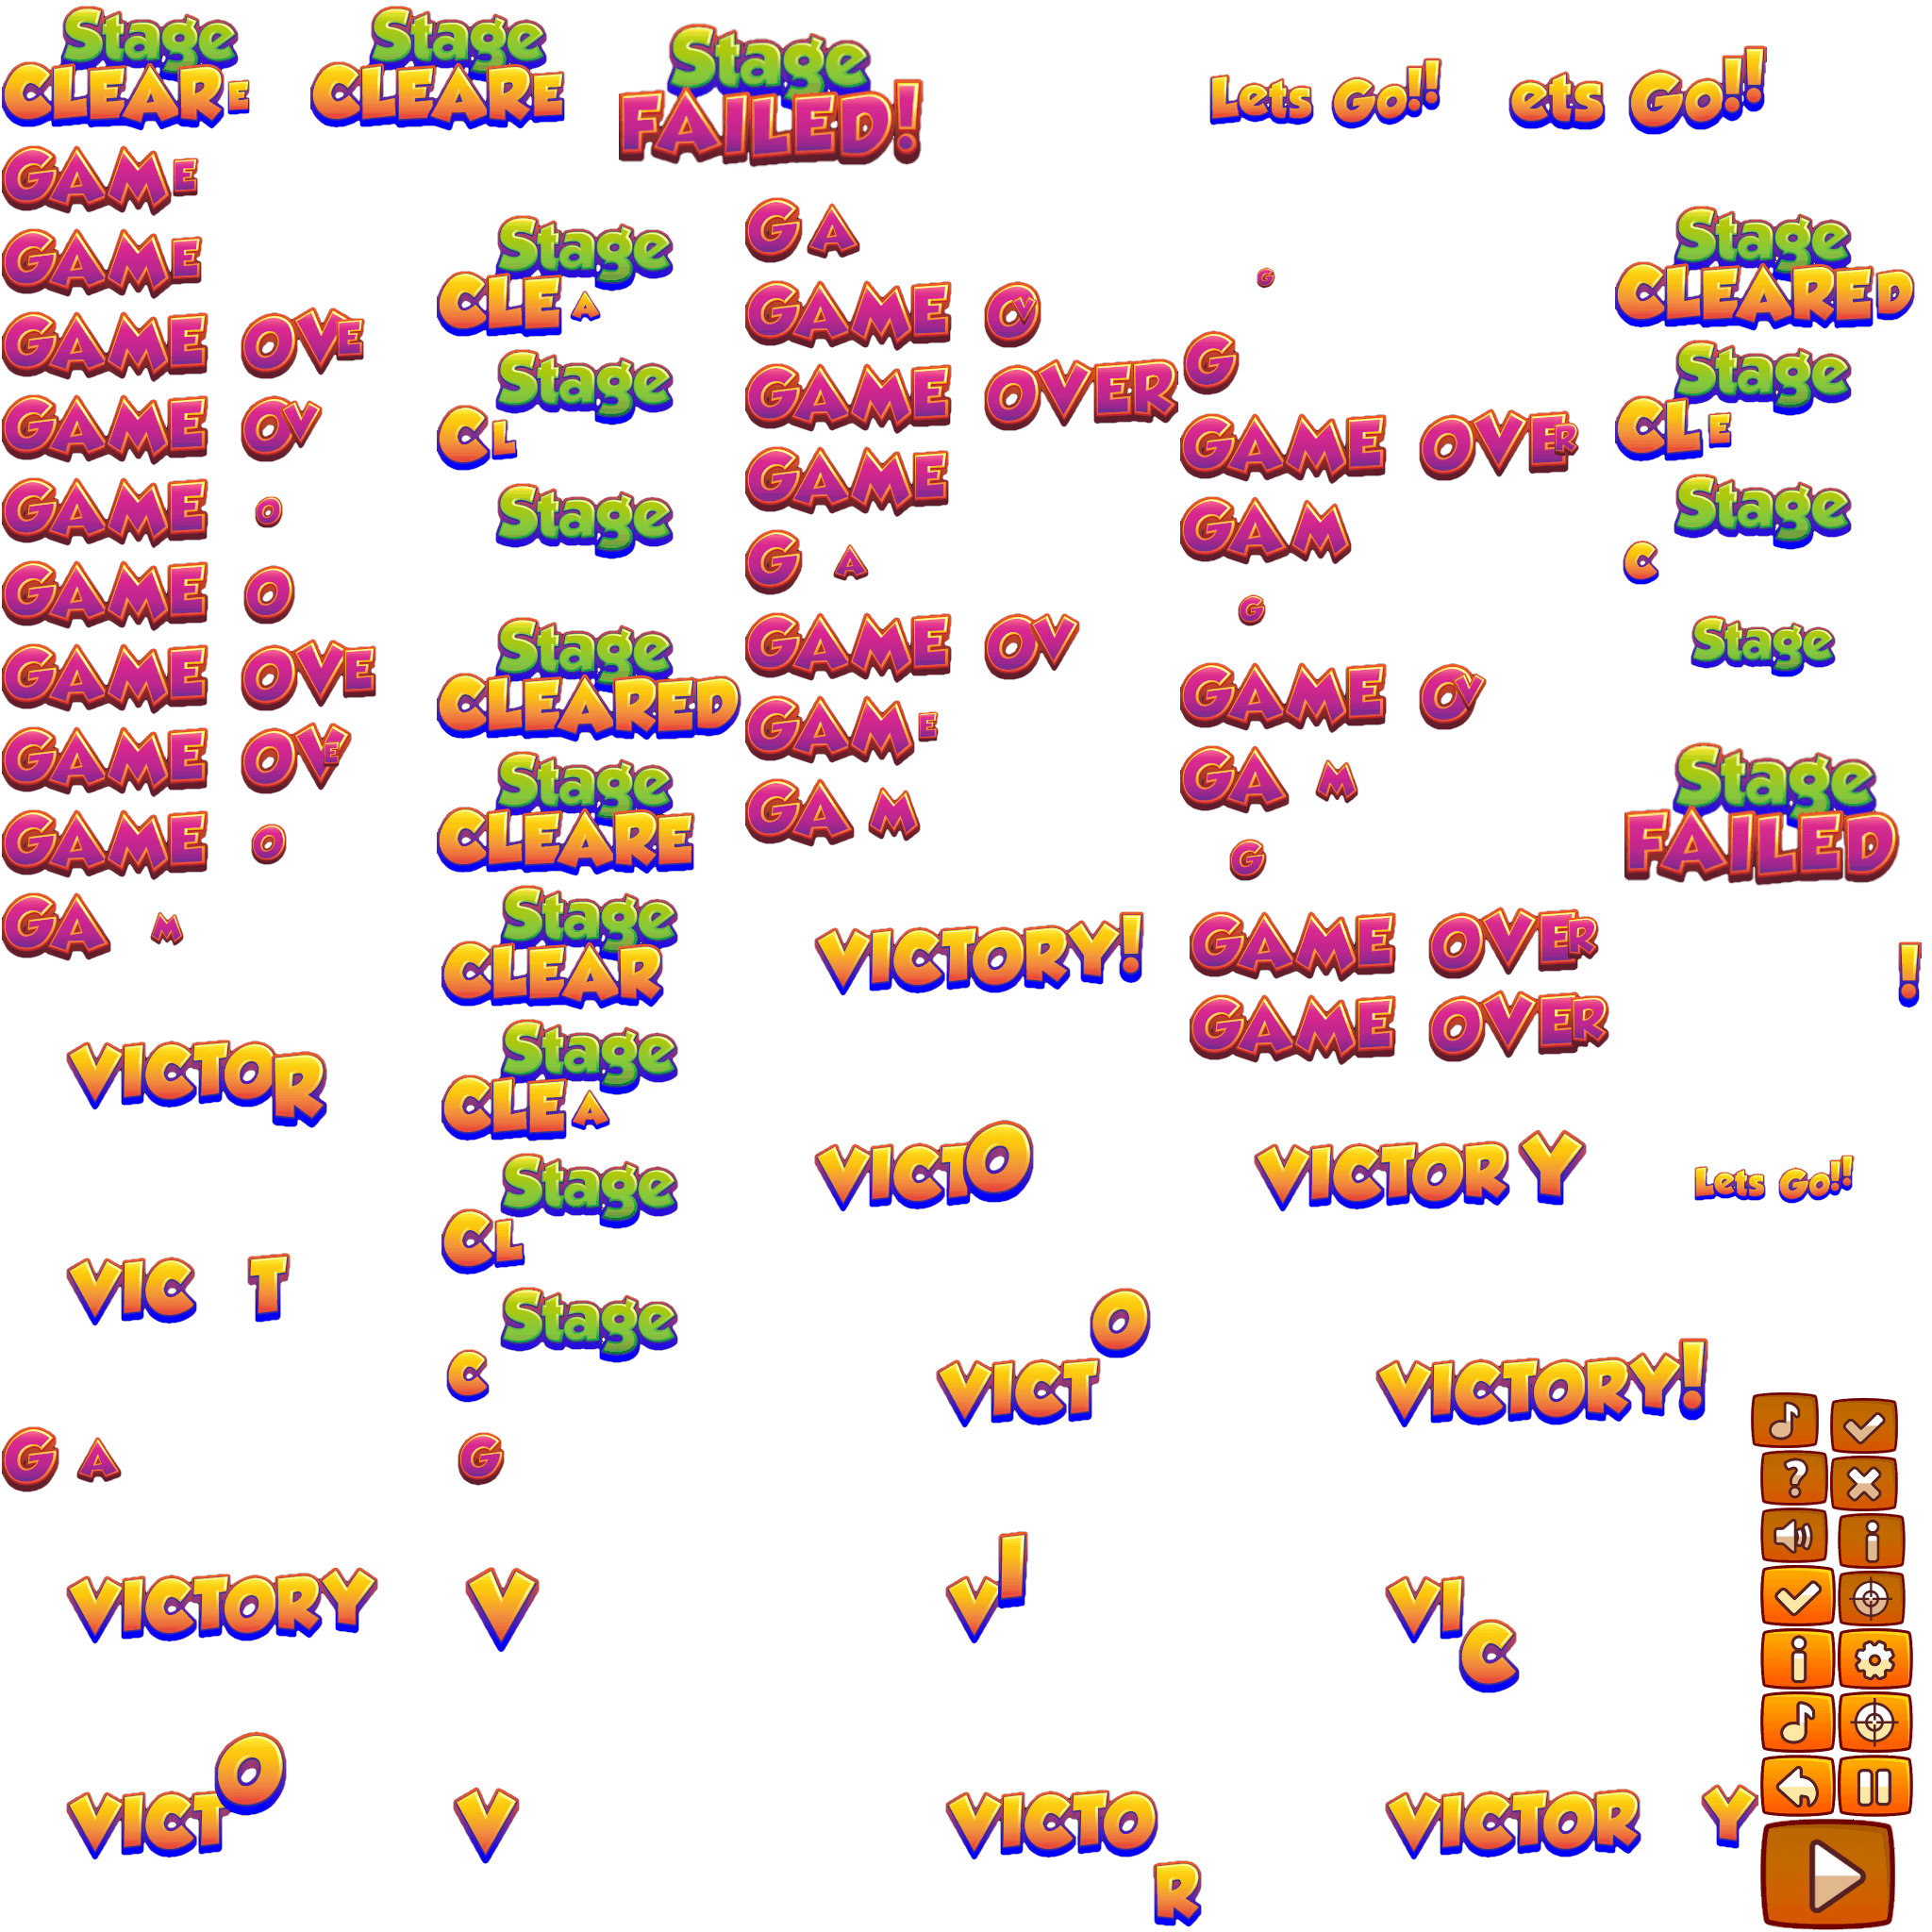 Stage
CLEARE
Stage
CLEARE
Stage
FAILED!
Lets Go!!
ets Go!!
GAME
GAME
GAME OVE
GAME OV
GAME O
GAME O
GAME OVE
GAME OVE
GAME O
GA M
Stage
CLEA
Stage
CL
Stage
Stage
CLEARED
Stage
CLEARE
Stage
CLEAR
Stage
CLEA
Stage
CL
Stage
C
GA
GAME OV
GAME OVER
GAME
G A
GAME OV
GAME
GA M
G
G
GAME OVER
GAM
G
GAME OV
GA M
G
GAME OVER
GAME OVER
Stage
CLEARED
Stage
CLE
Stage
C
Stage
Stage
FAILED
!
VICTORY!
VICTOR
VICTO
VICTOR Y
Lets Go!!
VIC T
VICTO
VICTORY!
G A
G
VICTORY
V
VI
VIC
VICTO
V
VICTO
R
VICTOR Y
?
i
i